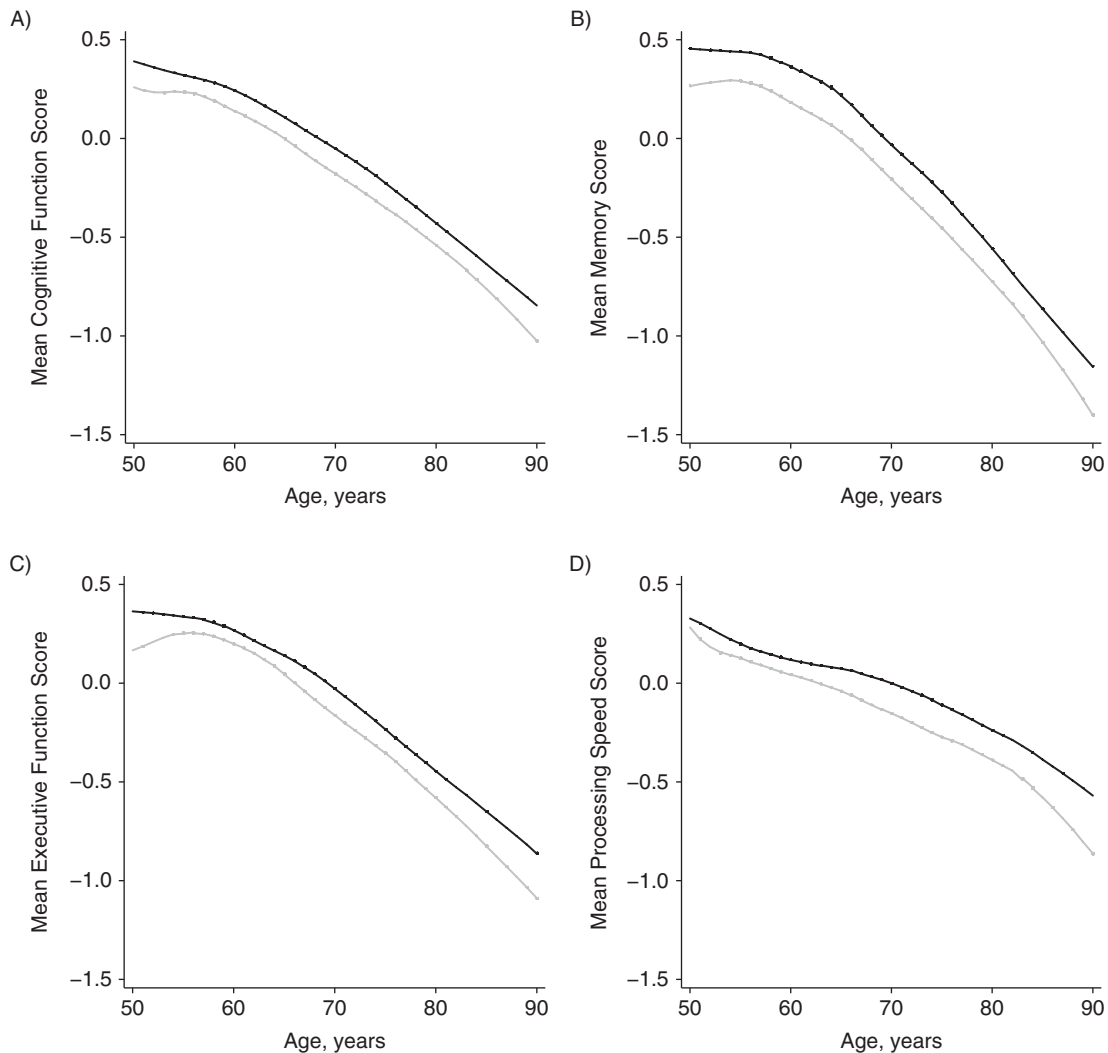 A)
0.5
0.0
−0.5
−1.0
−1.5
Mean Cognitive Function Score
50 60 70 80 90
Age, years
B)
0.5
0.0
−0.5
−1.0
−1.5
Mean Memory Score
50 60 70 80 90
Age, years
C)
0.5
0.0
−0.5
−1.0
−1.5
Mean Executive Function Score
50 60 70 80 90
Age, years
D)
0.5
0.0
−0.5
−1.0
−1.5
Mean Processing Speed Score
50 60 70 80 90
Age, years